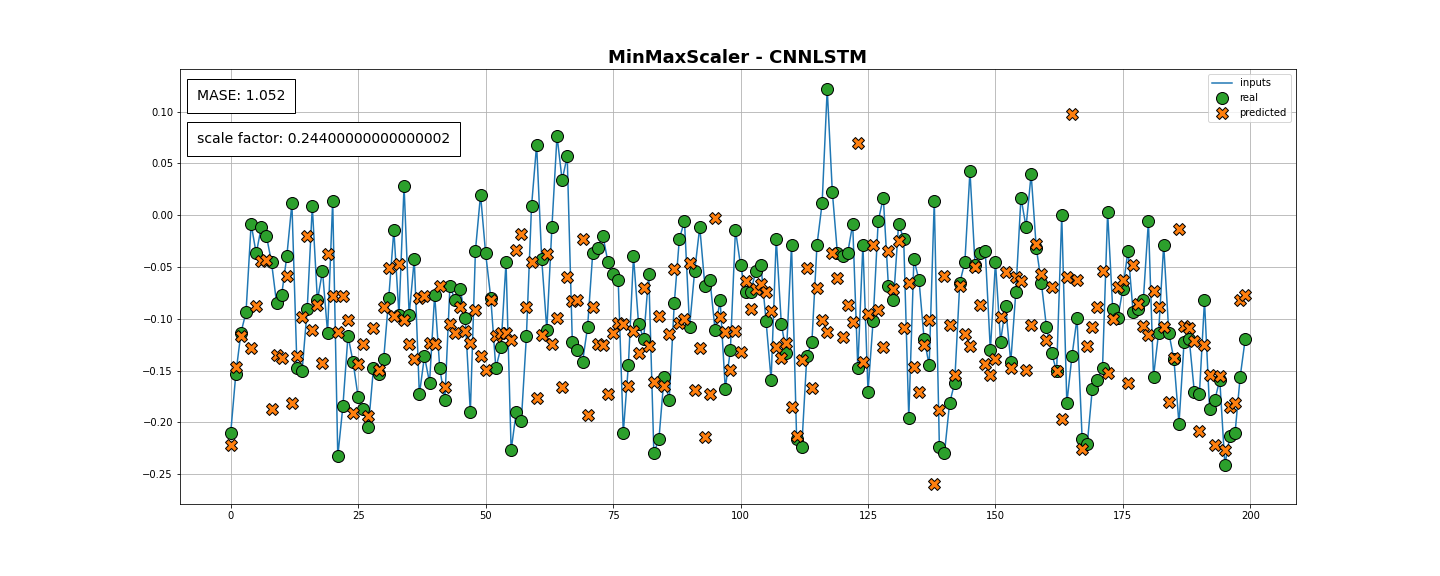 MinMaxScaler - CNNLSTM
MASE: 1.052
scale factor: 0.24400000000000002
inputs
real
predicted
0.10
0.05
0.00
−0.05
−0.10
−0.15
−0.20
−0.25
0 25 50 75 100 125 150 175 200